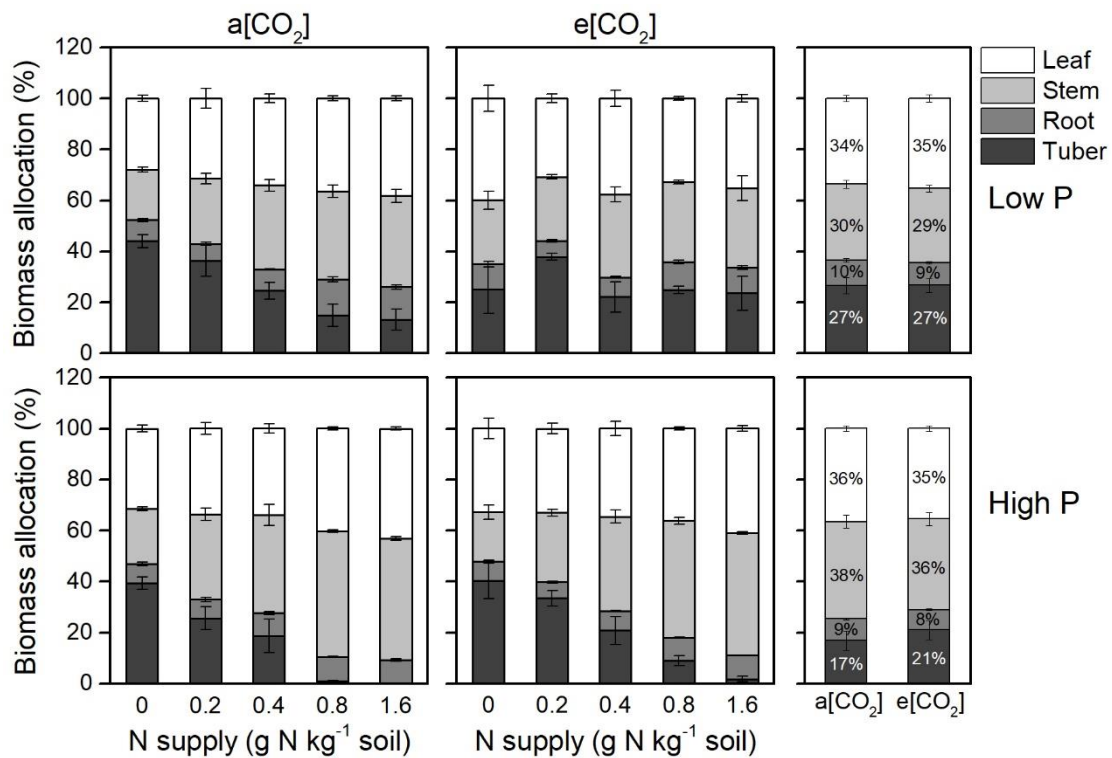 a[CO₂] e[CO₂]
Biomass allocation (%)
120
100
80
60
40
20
0
34% 35%
30% 29%
10% 9%
27% 27%
Leaf
Stem
Root
Tuber
Low P
Biomass allocation (%)
120
100
80
60
40
20
0
36% 35%
38% 36%
9% 8%
17% 21%
High P
0 0.2 0.4 0.8 1.6 0 0.2 0.4 0.8 1.6 a[CO₂] e[CO₂]
N supply (g N kg⁻¹ soil) N supply (g N kg⁻¹ soil)